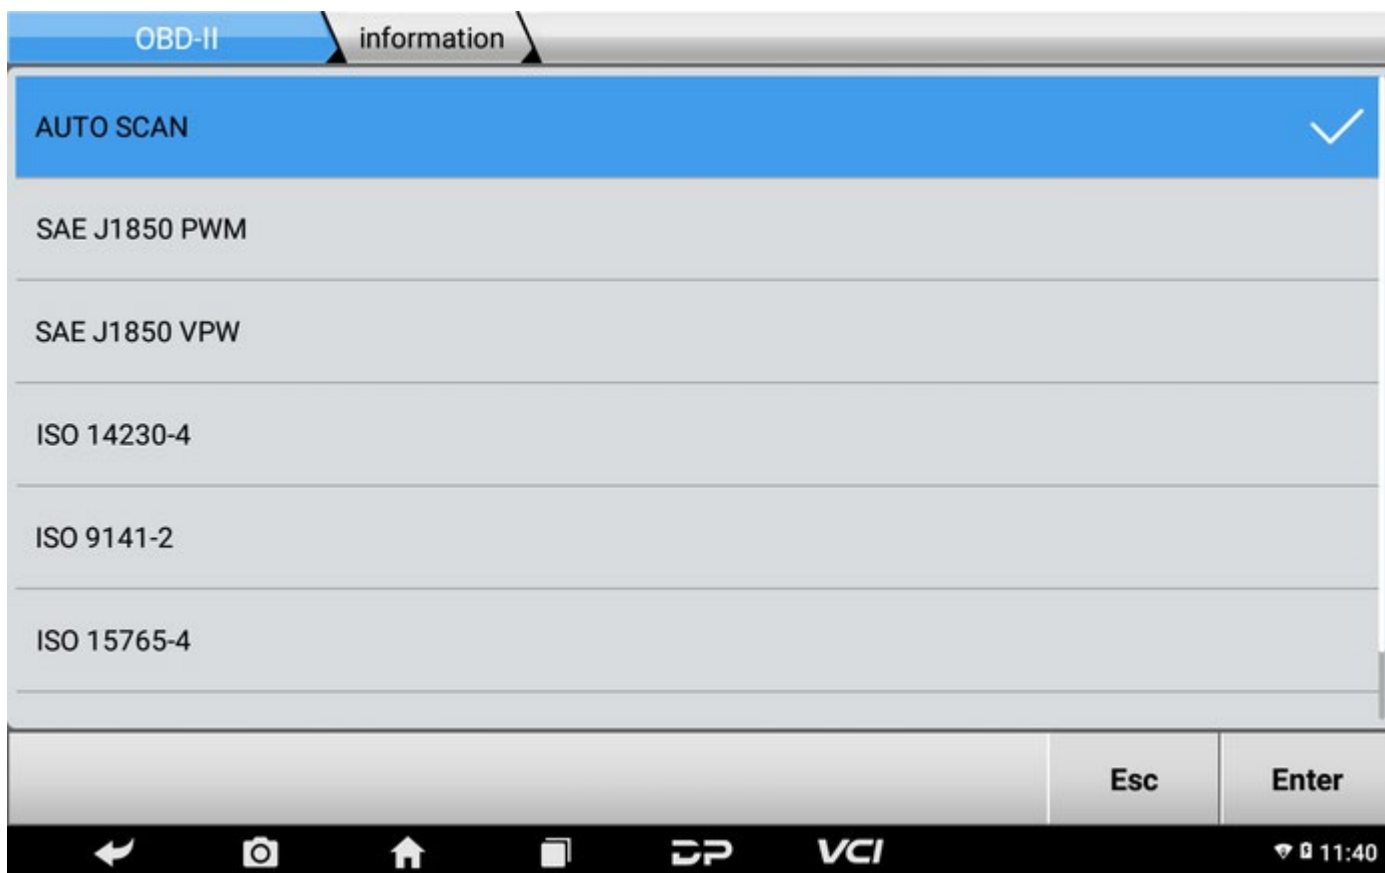 OBD-II
information
AUTO SCAN
SAE J1850 PWM
SAE J1850 VPW
ISO 14230-4
ISO 9141-2
ISO 15765-4
Esc
Enter
DP
VCI
11:40